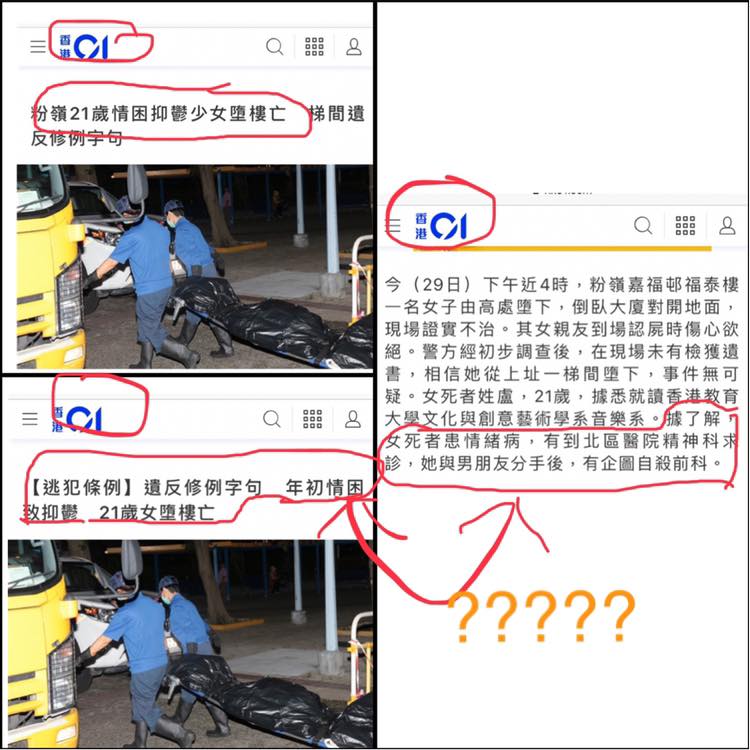 香港01
粉嶺21歲情困抑鬱少女墮樓亡 梯間遺
反修例字句
香港01
【逃犯條例】遺反修例字句 年初情困
致抑鬱 21歲女墮樓亡
香港01
今（29日）下午近4時，粉嶺嘉福邨福泰樓
一名女子由高處墮下，倒臥大廈對開地面，
現場證實不治。其女親友到場認屍時傷心欲
絕。警方經初步調查後，在現場未有檢獲遺
書，相信她從上址一梯間墮下，事件無可
疑。女死者姓盧，21歲，據悉就讀香港教育
大學文化與創意藝術學系音樂系。據了解，
女死者患情緒病，有到北區醫院精神科求
診，她與男朋友分手後，有企圖自殺前科。
?????